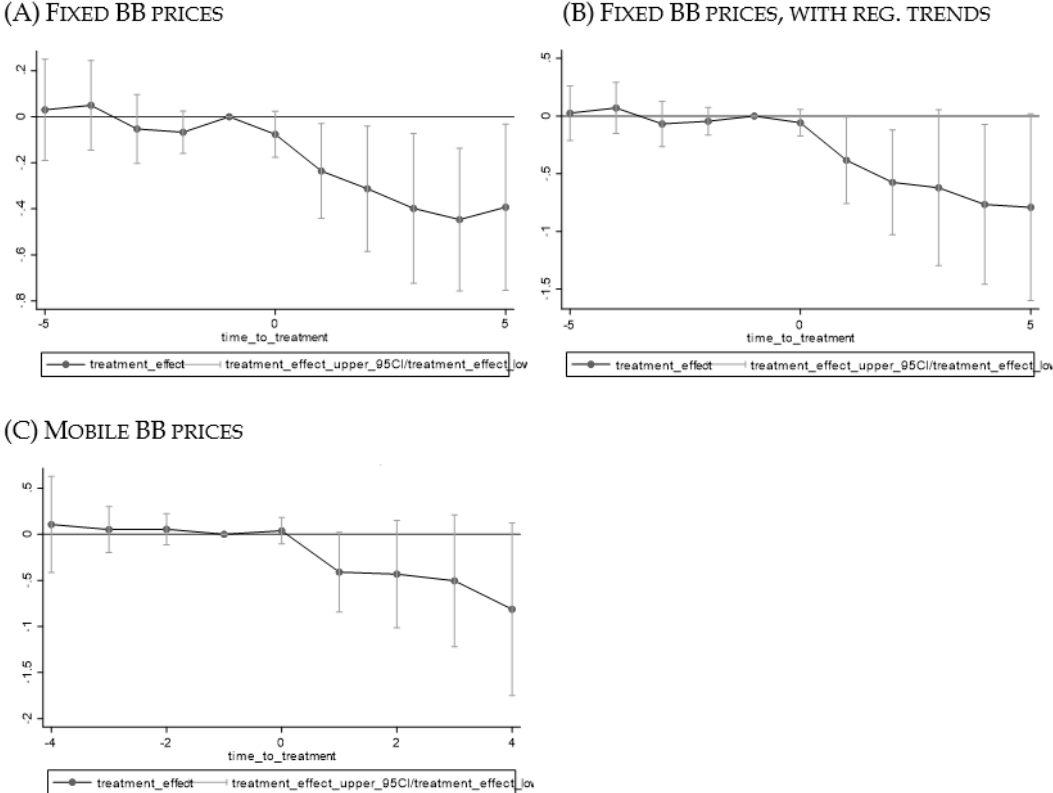 (A) FIXED BB PRICES
.2
0
-.2
-.4
-.6
-.8
-5 0 5
time_to_treatment
treatment_effect treatment_effect_upper_95CI/treatment_effect_low
(B) FIXED BB PRICES, WITH REG. TRENDS
.5
0
-.5
-1
-1.5
-5 0 5
time_to_treatment
treatment_effect treatment_effect_upper_95CI/treatment_effect_low
(C) MOBILE BB PRICES
.5
0
-.5
-1
-1.5
-2
-4 -2 0 2 4
time_to_treatment
treatment_effect treatment_effect_upper_95CI/treatment_effect_low